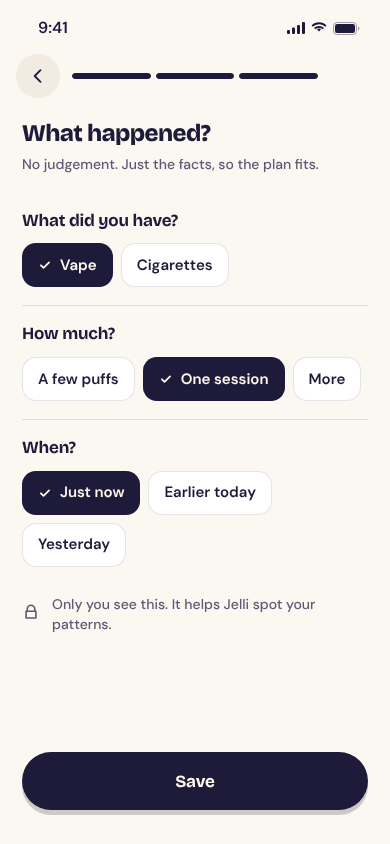 9:41
What happened?
No judgement. Just the facts, so the plan fits.
What did you have?
Vape
Cigarettes
How much?
A few puffs
One session
More
When?
Just now
Earlier today
Yesterday
Only you see this. It helps Jelli spot your
patterns.
Save